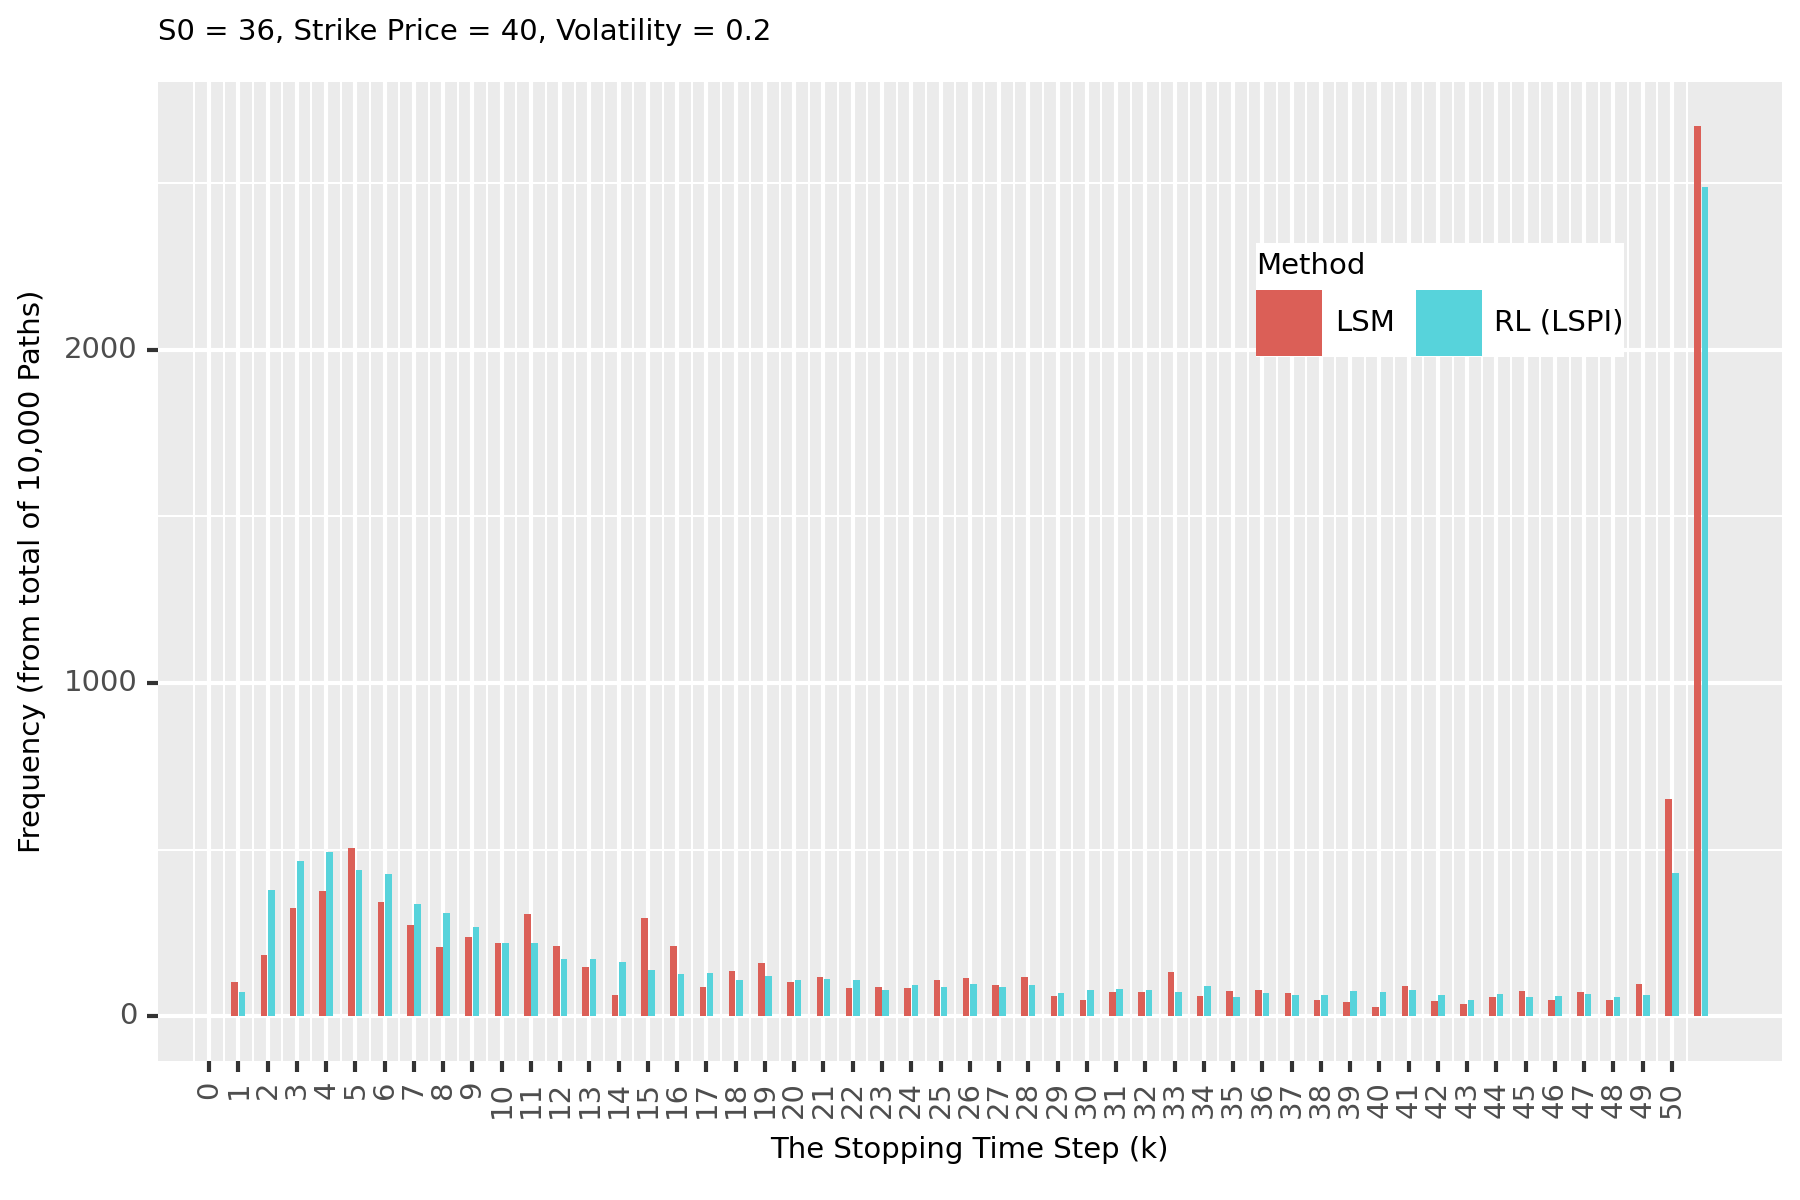 S0 = 36, Strike Price = 40, Volatility = 0.2
Frequency (from total of 10,000 Paths)
2000
1000
0
Method
LSM RL (LSPI)
0 1 2 3 4 5 6 7 8 9 10 11 12 13 14 15 16 17 18 19 20 21 22 23 24 25 26 27 28 29 30 31 32 33 34 35 36 37 38 39 40 41 42 43 44 45 46 47 48 49 50
The Stopping Time Step (k)